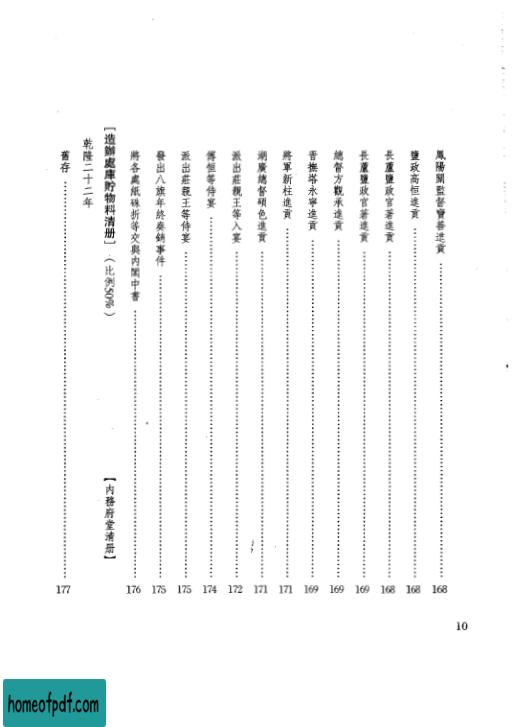 鳳陽關監督寶善進貢……168
鹽政高恒進貢……168
長蘆鹽政官著進貢……168
長蘆鹽政官著進貢……169
總督方觀承進貢……169
晋撫塔永寧進貢……169
將軍新柱進貢……171
湖廣總督碩色進貢……171
派出莊親王等入宴……172
傅恒等侍宴……174
派出莊親王等侍宴……175
發出八旗年終奏銷事件……175
將各處紙硃折等交與内閣中書……176
[造辦處庫貯物料清册]（比例50%）【内務府堂清册】
乾隆二十二年
舊存……177
10
homeofpdf.com